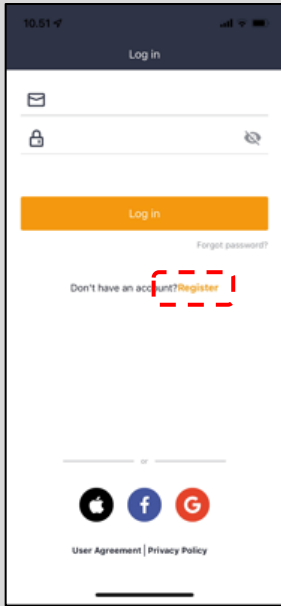 10.51
Log in
Log in
Forgot password?
Don't have an account?Register
or
User Agreement | Privacy Policy